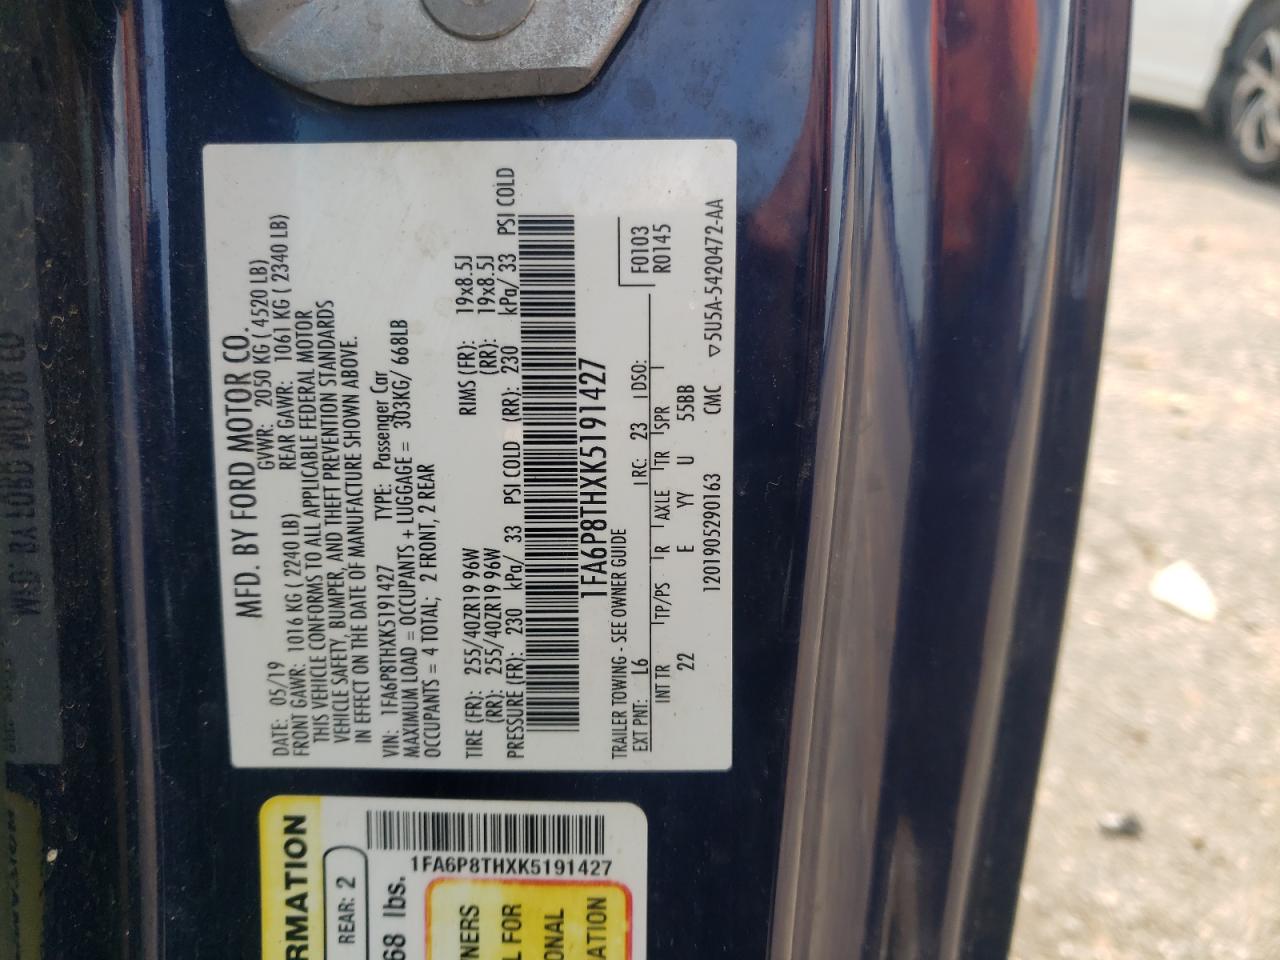 MFD. BY FORD MOTOR CO.
DATE: 05/19 GVWR: 2050 KG ( 4520 LB)
FRONT GAWR: 1016 KG ( 2240 LB) REAR GAWR: 1061 KG ( 2340 LB)
THIS VEHICLE CONFORMS TO ALL APPLICABLE FEDERAL MOTOR
VEHICLE SAFETY, BUMPER, AND THEFT PREVENTION STANDARDS
IN EFFECT ON THE DATE OF MANUFACTURE SHOWN ABOVE.
VIN: 1FA6P8THXK5191427 TYPE: Passenger Car
MAXIMUM LOAD = OCCUPANTS + LUGGAGE = 303KG/ 668LB
OCCUPANTS = 4 TOTAL; 2 FRONT, 2 REAR
TIRE (FR): 255/40ZR19 96W RIMS (FR): 19x8.5J
(RR): 255/40ZR19 96W (RR): 19x8.5J
PRESSURE (FR): 230 kPa/ 33 PSI COLD (RR): 230 kPa/ 33 PSI COLD
1FA6P8THXK5191427
TRAILER TOWING - SEE OWNER GUIDE
F0103
EXT PNT: L6 RC: 23 DSO: R0145
INT TR TP/PS R AXLE TR SPR
22 E YY U 55BB
1201905290163 CMC ▽5U5A-5420472-AA
RMATION
REAR: 2
1FA6P8THXK5191427
68 lbs.
NERS
L FOR
ONAL
ATION